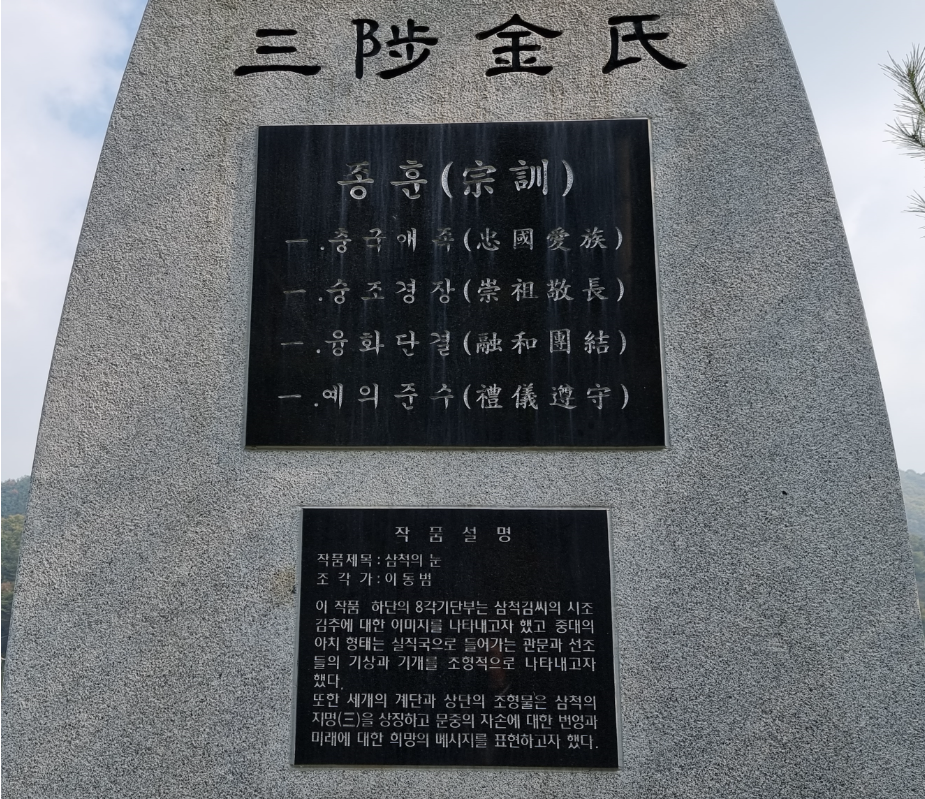 三陟金氏
종훈(宗訓)
一.충국애족(忠國愛族)
一.숭조경장(崇祖敬長)
一.융화단결(融和團結)
一.예의준수(禮儀遵守)
작품설명
작품제목:삼척의 눈
조각가:이동범
이 작품 하단의 8각기단부는 삼척김씨의 시조
김추에 대한 이미지를 나타내고자 했고 중대의
아치 형태는 실직국으로 들어가는 관문과 선조
들의 기상과 기개를 조형적으로 나타내고자
했다.
또한 세개의 계단과 상단의 조형물은 삼척의
지명(三)을 상징하고 문중의 자손에 대한 번영과
미래에 대한 희망의 메시지를 표현하고자 했다.